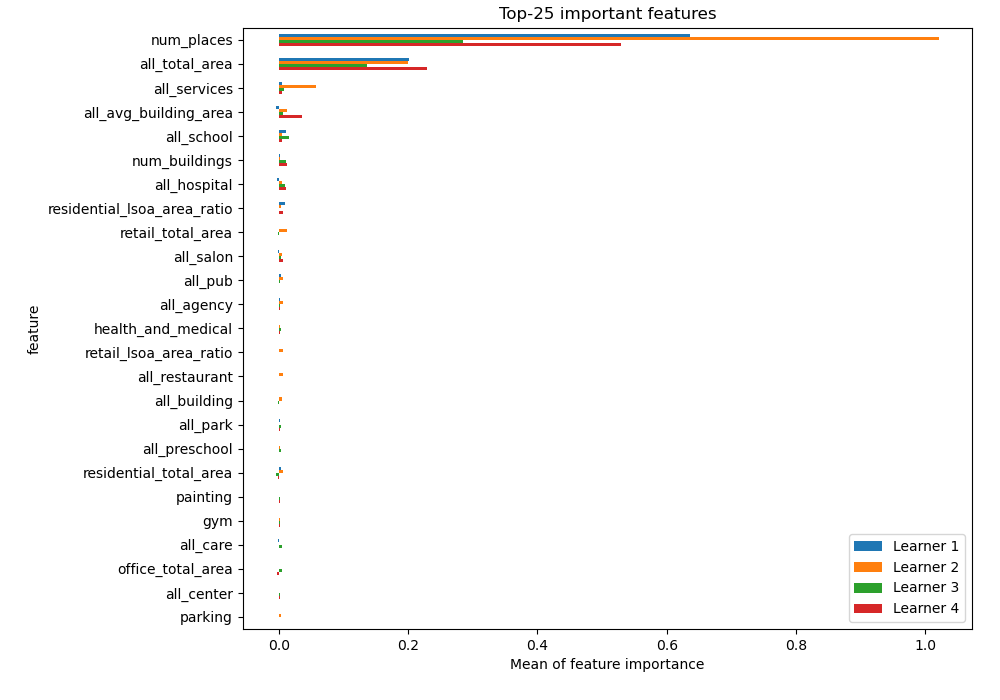 Top-25 important features
num_places
all_total_area
all_services
all_avg_building_area
all_school
num_buildings
all_hospital
residential_lsoa_area_ratio
retail_total_area
all_salon
all_pub
all_agency
health_and_medical
retail_lsoa_area_ratio
all_restaurant
all_building
all_park
all_preschool
residential_total_area
painting
gym
all_care
office_total_area
all_center
parking
feature
Learner 1
Learner 2
Learner 3
Learner 4
0.0 0.2 0.4 0.6 0.8 1.0
Mean of feature importance